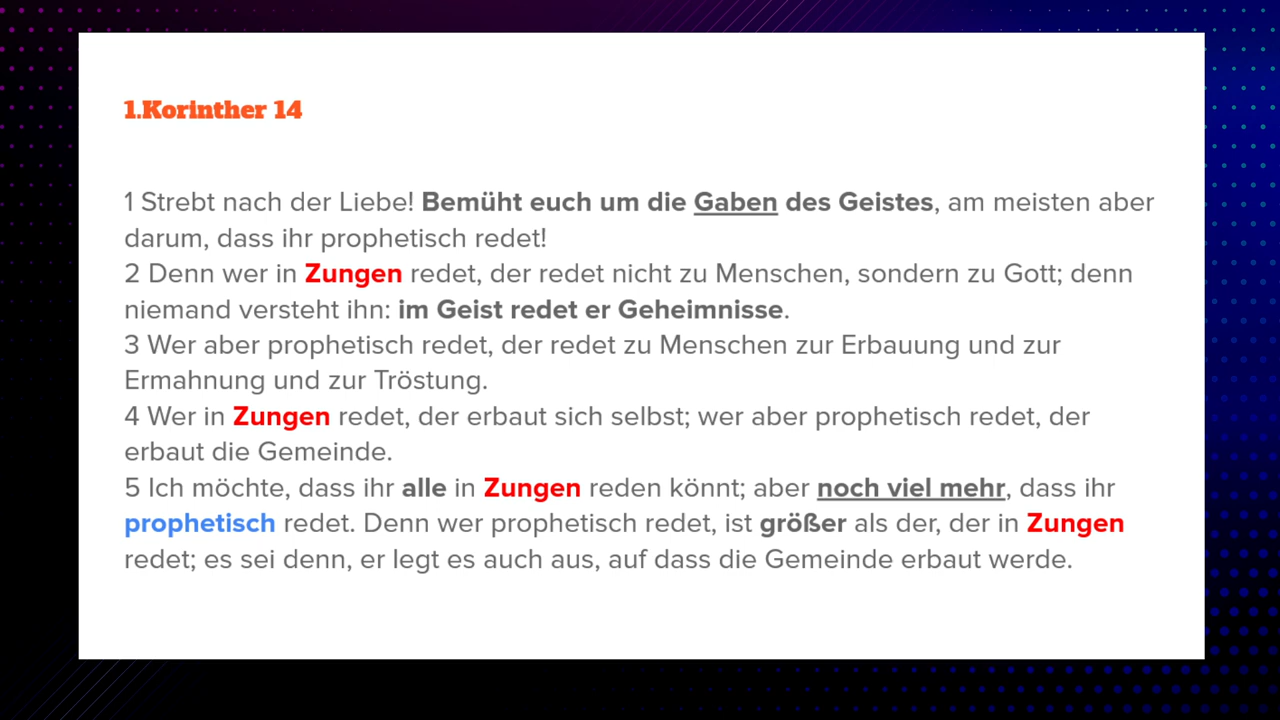 1.Korinther 14
1 Strebt nach der Liebe! Bemüht euch um die Gaben des Geistes, am meisten aber
darum, dass ihr prophetisch redet!
2 Denn wer in Zungen redet, der redet nicht zu Menschen, sondern zu Gott; denn
niemand versteht ihn: im Geist redet er Geheimnisse.
3 Wer aber prophetisch redet, der redet zu Menschen zur Erbauung und zur
Ermahnung und zur Tröstung.
4 Wer in Zungen redet, der erbaut sich selbst; wer aber prophetisch redet, der
erbaut die Gemeinde.
5 Ich möchte, dass ihr alle in Zungen reden könnt; aber noch viel mehr, dass ihr
prophetisch redet. Denn wer prophetisch redet, ist größer als der, der in Zungen
redet; es sei denn, er legt es auch aus, auf dass die Gemeinde erbaut werde.